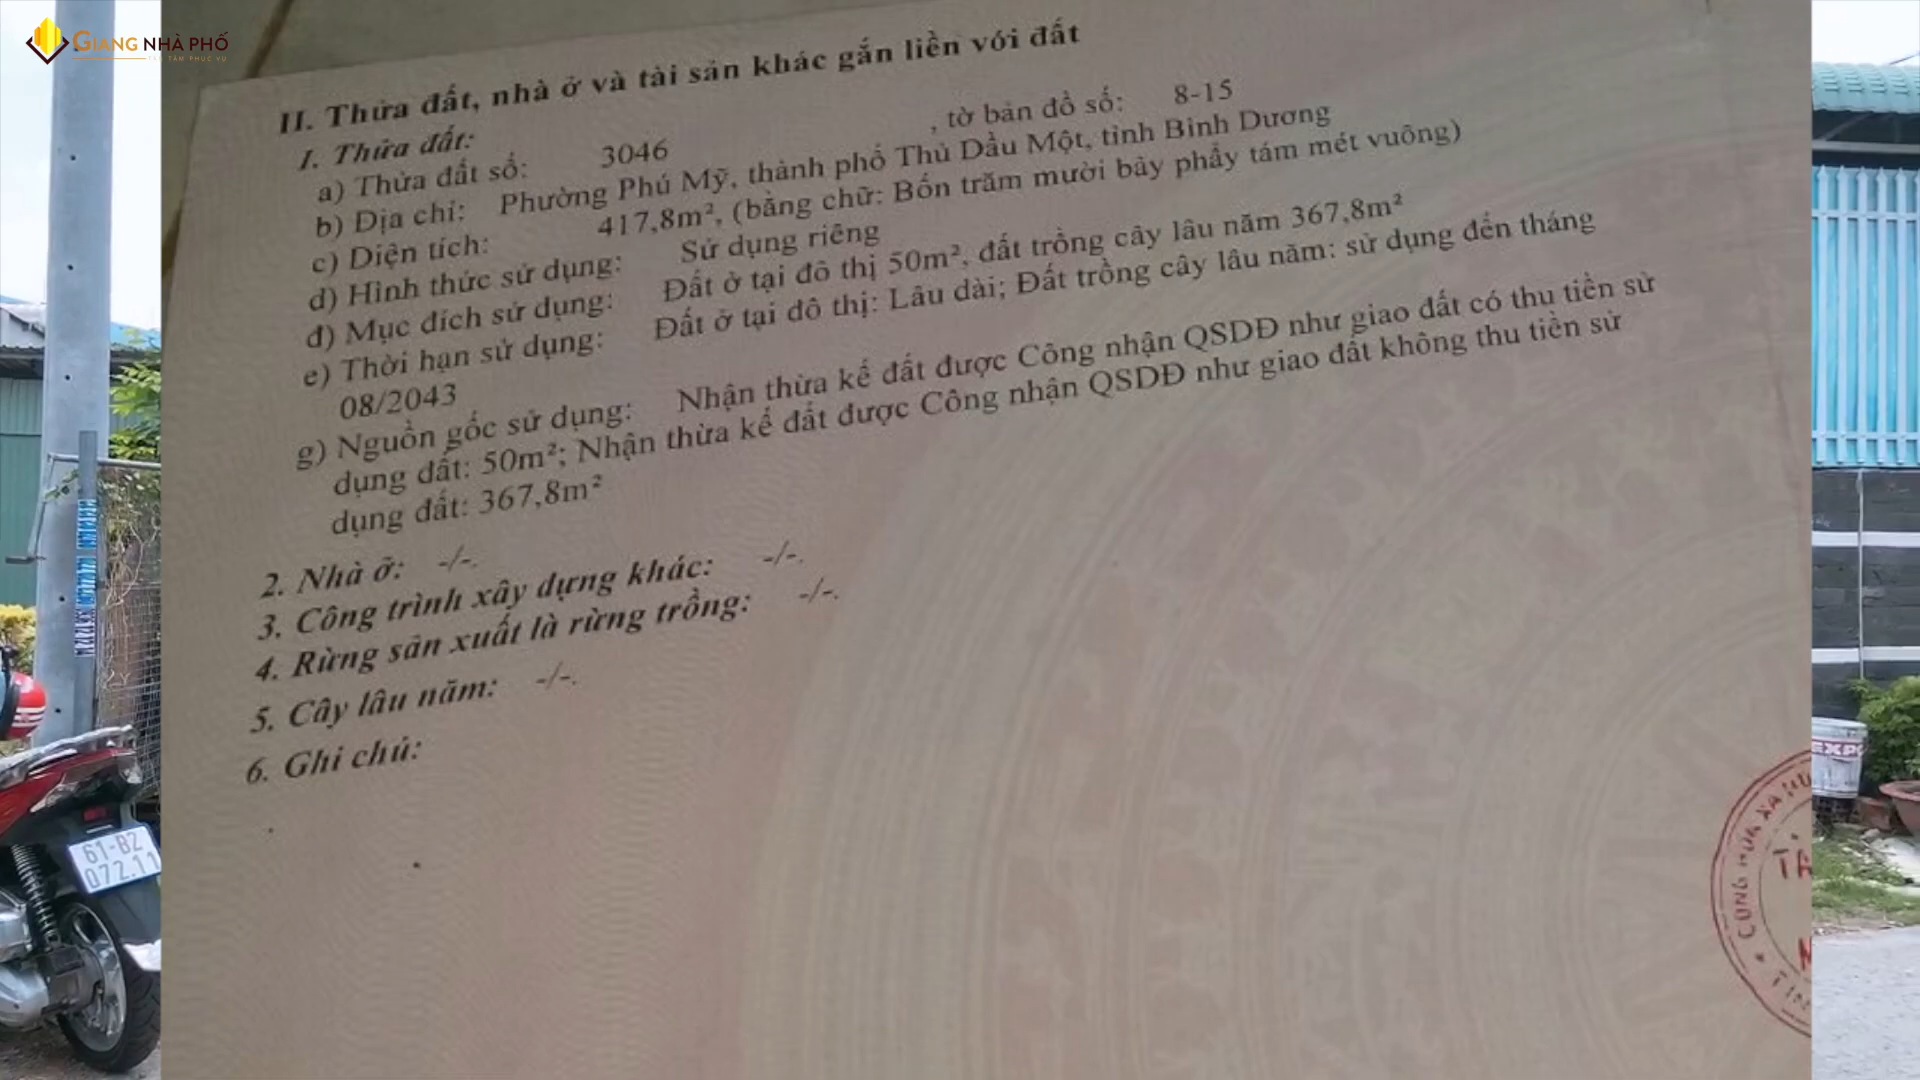 GIANG NHÀ PHỐ
II. Thửa đất, nhà ở và tài sản khác gắn liền với đất
1. Thửa đất:
a) Thửa đất số: 3046 , tờ bản đồ số: 8-15
b) Địa chỉ: Phường Phú Mỹ, thành phố Thủ Dầu Một, tỉnh Bình Dương
c) Diện tích: 417,8m², (bằng chữ: Bốn trăm mười bảy phẩy tám mét vuông)
d) Hình thức sử dụng: Sử dụng riêng
đ) Mục đích sử dụng: Đất ở tại đô thị 50m², đất trồng cây lâu năm 367,8m²
e) Thời hạn sử dụng: Đất ở tại đô thị: Lâu dài; Đất trồng cây lâu năm: sử dụng đến tháng
08/2043
g) Nguồn gốc sử dụng: Nhận thừa kế đất được Công nhận QSDĐ như giao đất có thu tiền sử
dụng đất: 50m²; Nhận thừa kế đất được Công nhận QSDĐ như giao đất không thu tiền sử
dụng đất: 367,8m²
2. Nhà ở: -/-.
3. Công trình xây dựng khác: -/-.
4. Rừng sản xuất là rừng trồng: -/-.
5. Cây lâu năm: -/-.
6. Ghi chú:
61-B2
072.11
EXPO
CỘNG HÒA XÃ